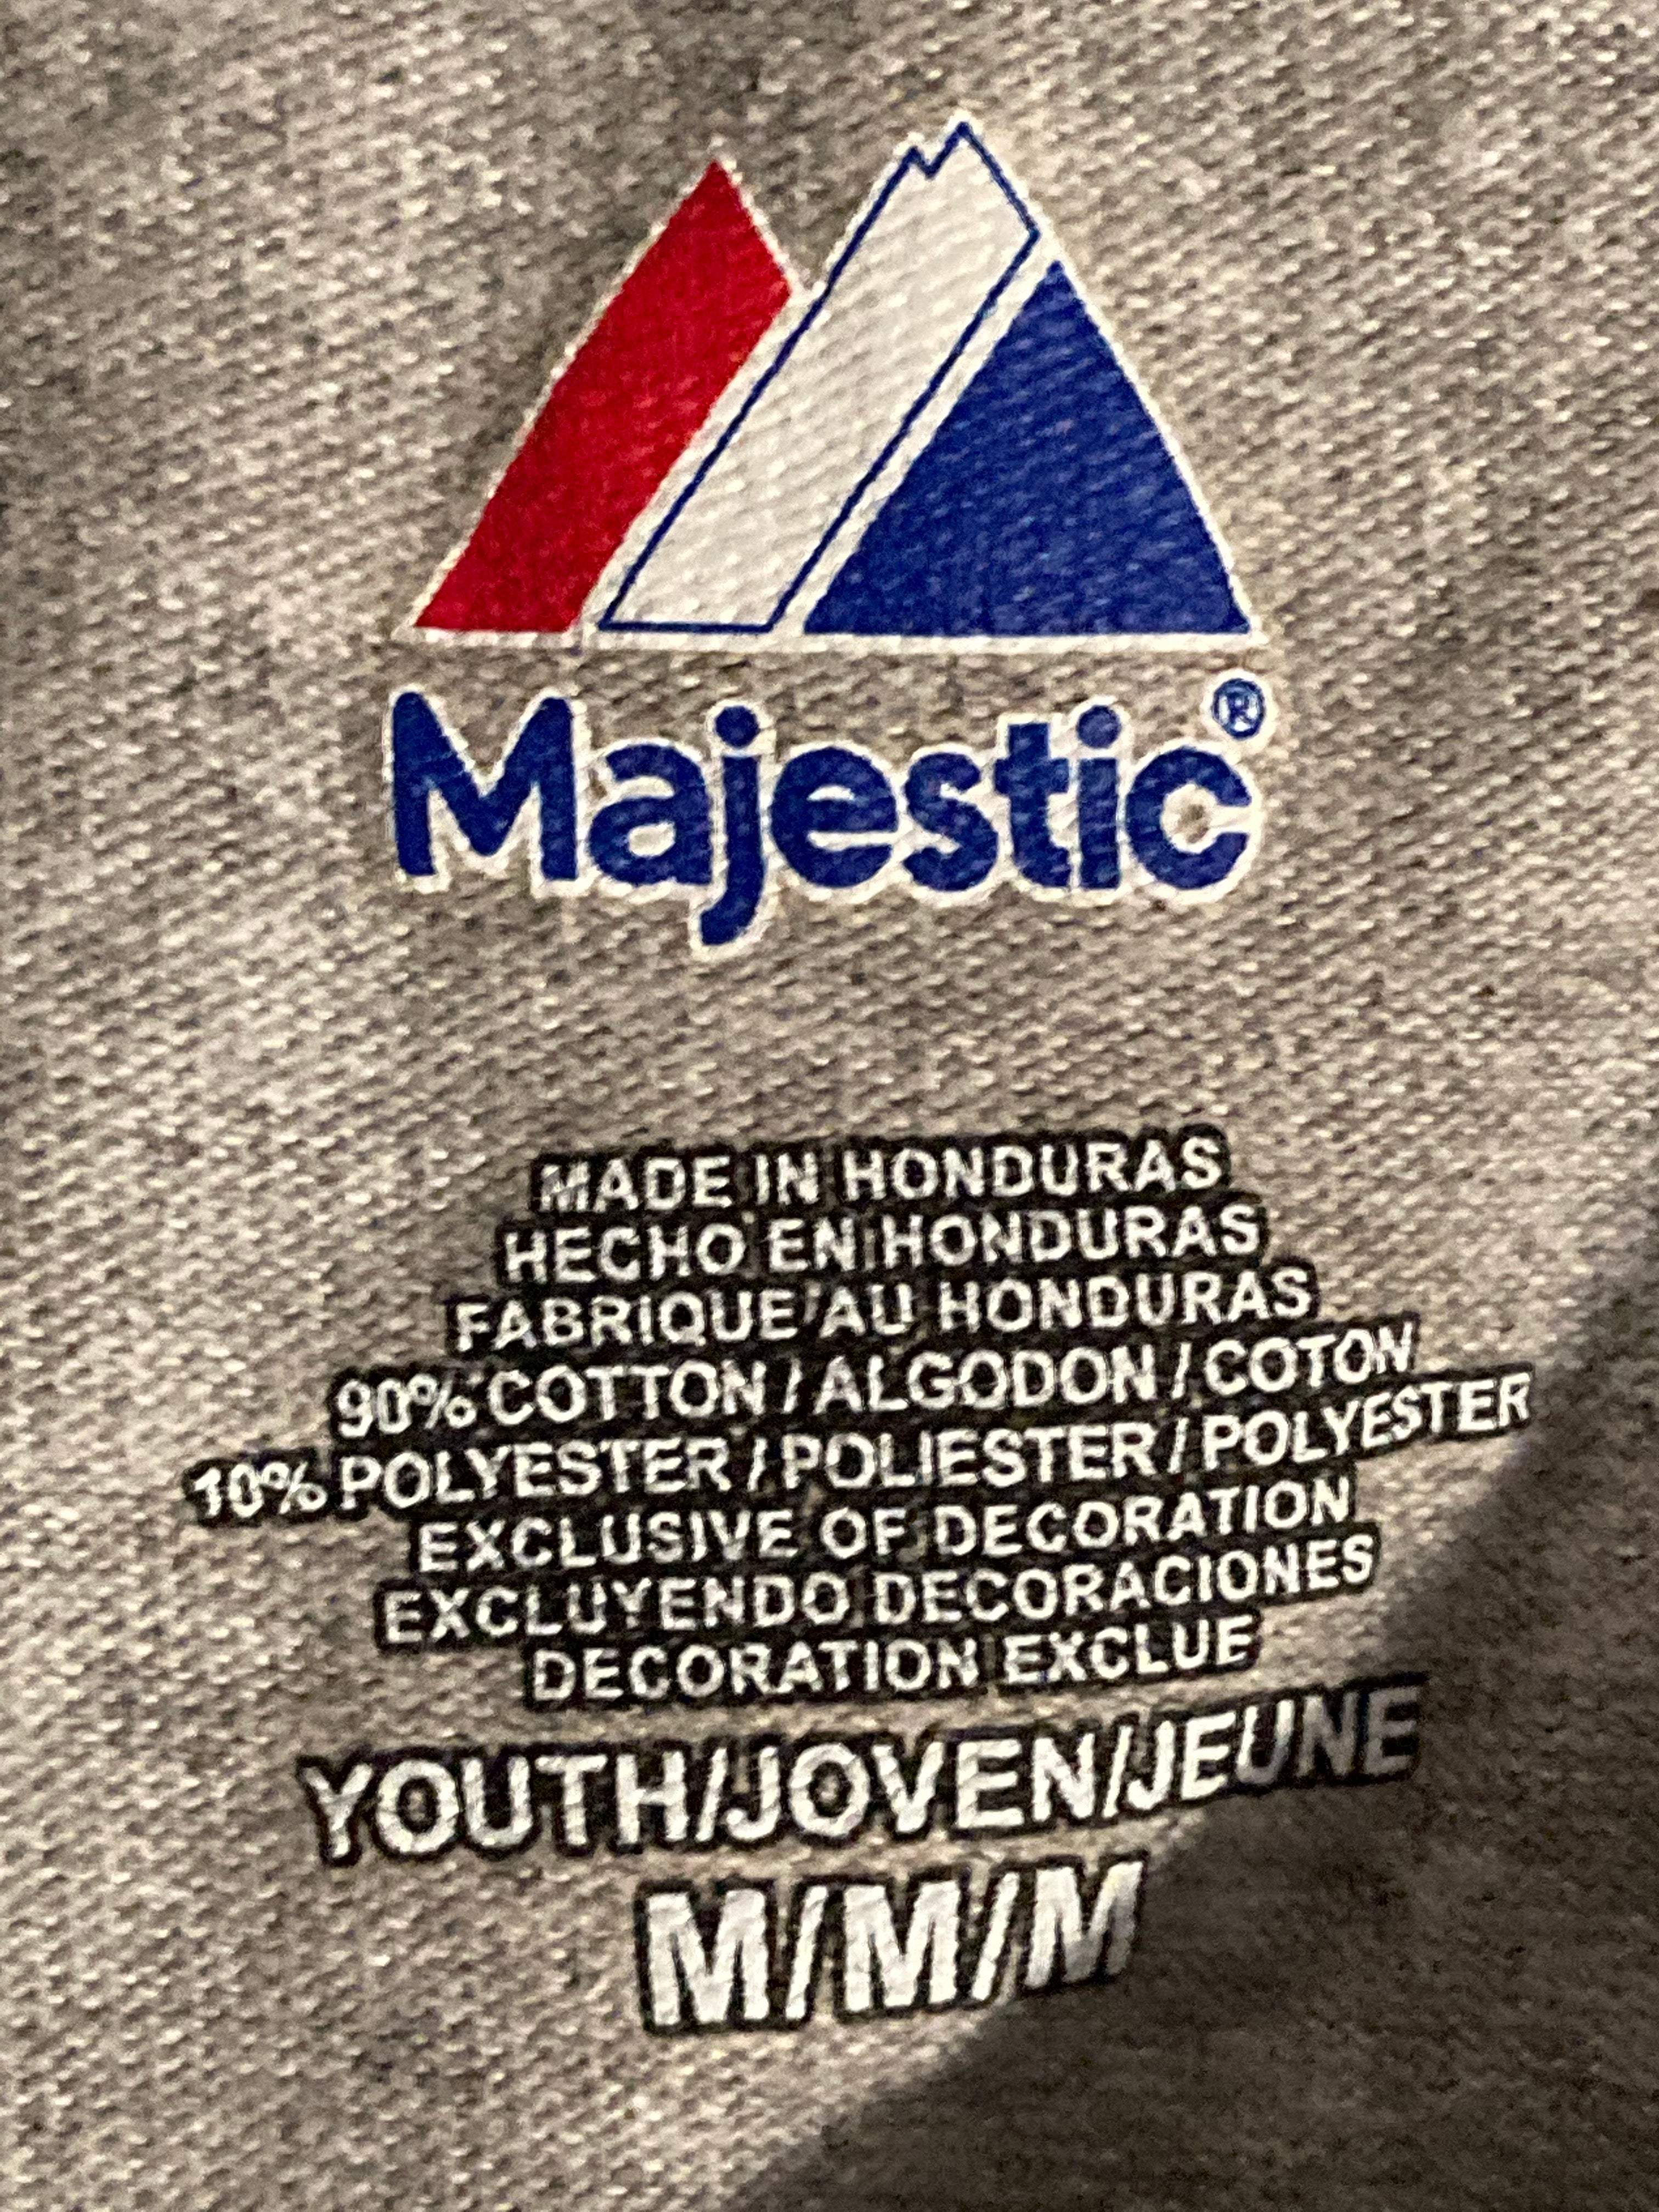 Majestic®
MADE IN HONDURAS
HECHO EN HONDURAS
FABRIQUE AU HONDURAS
90% COTTON / ALGODON / COTON
10% POLYESTER / POLIESTER / POLYESTER
EXCLUSIVE OF DECORATION
EXCLUYENDO DECORACIONES
DECORATION EXCLUE
YOUTH/JOVEN/JEUNE
M/M/M